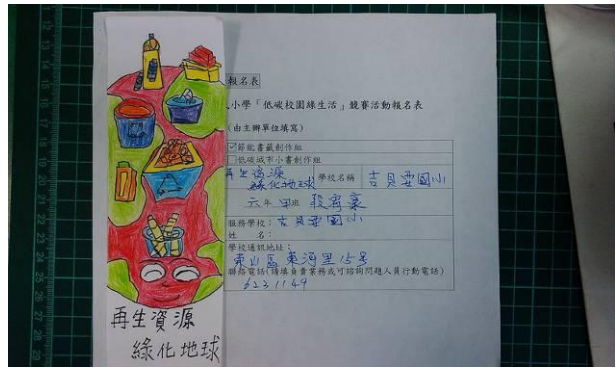 再生資源
綠化地球
報名表
小學「低碳校園綠生活」競賽活動報名表
(由主辦單位填寫)
節能書籤創作組
低碳城市小書創作組
再生資源
綠化地球
學校名稱
吉貝耍國小
六年 甲班 段
服務學校:吉貝耍國小
姓 名:
學校通訊地址:
東山區東河里15號
聯絡電話(請填負責業務或可諮詢問題人員行動電話)
6231149